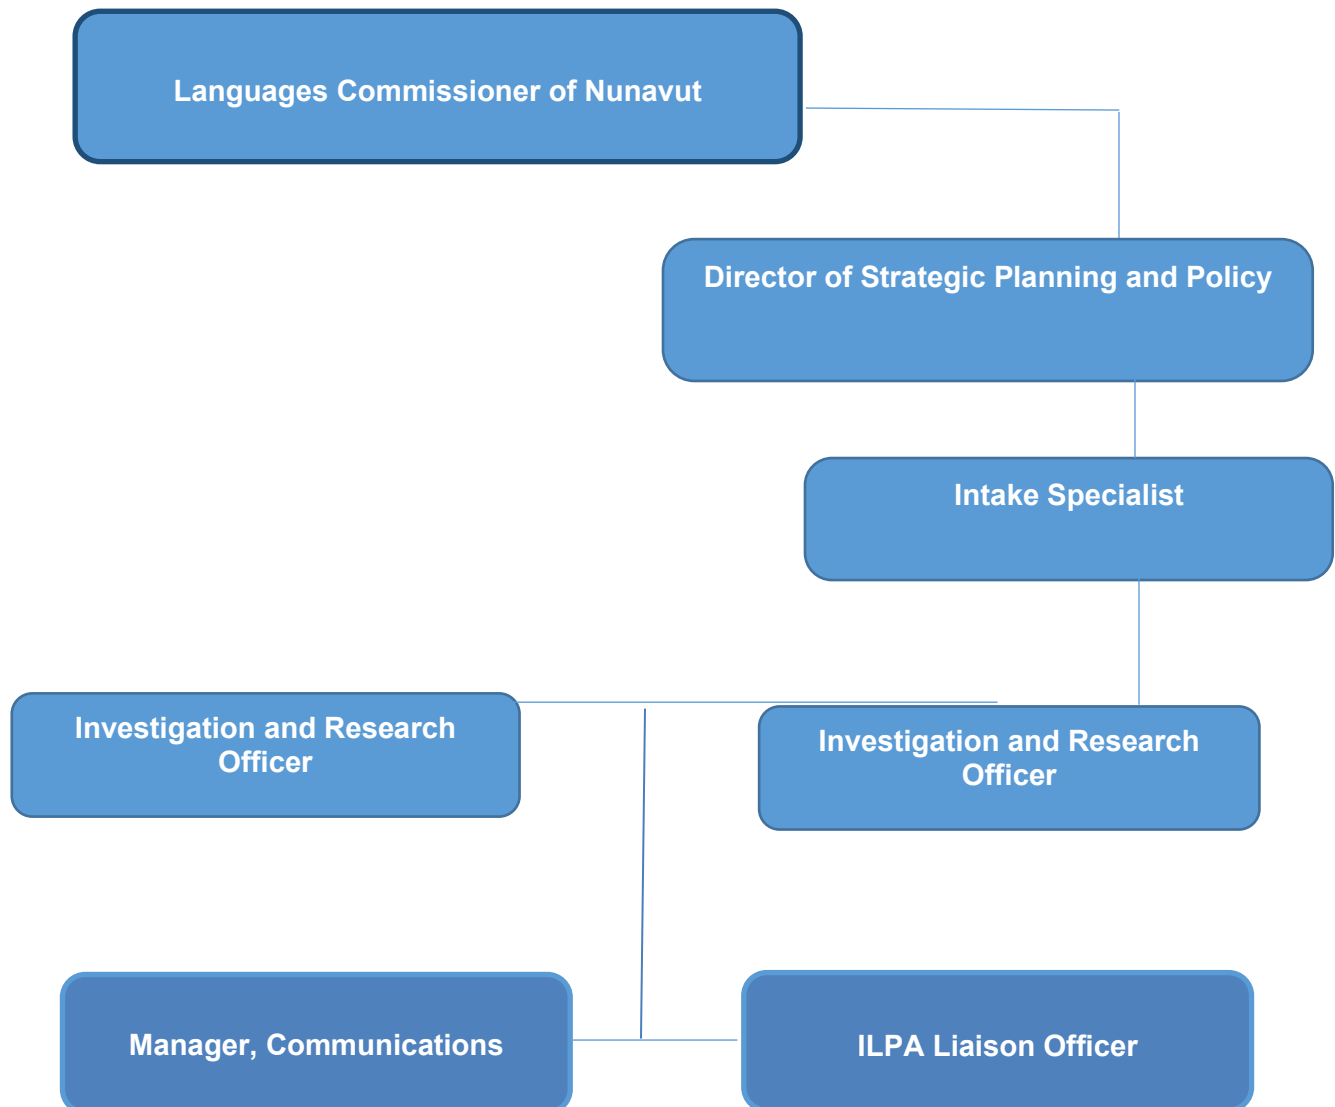 Languages Commissioner of Nunavut
Director of Strategic Planning and Policy
Intake Specialist
Investigation and Research
Officer
Investigation and Research
Officer
Manager, Communications
ILPA Liaison Officer